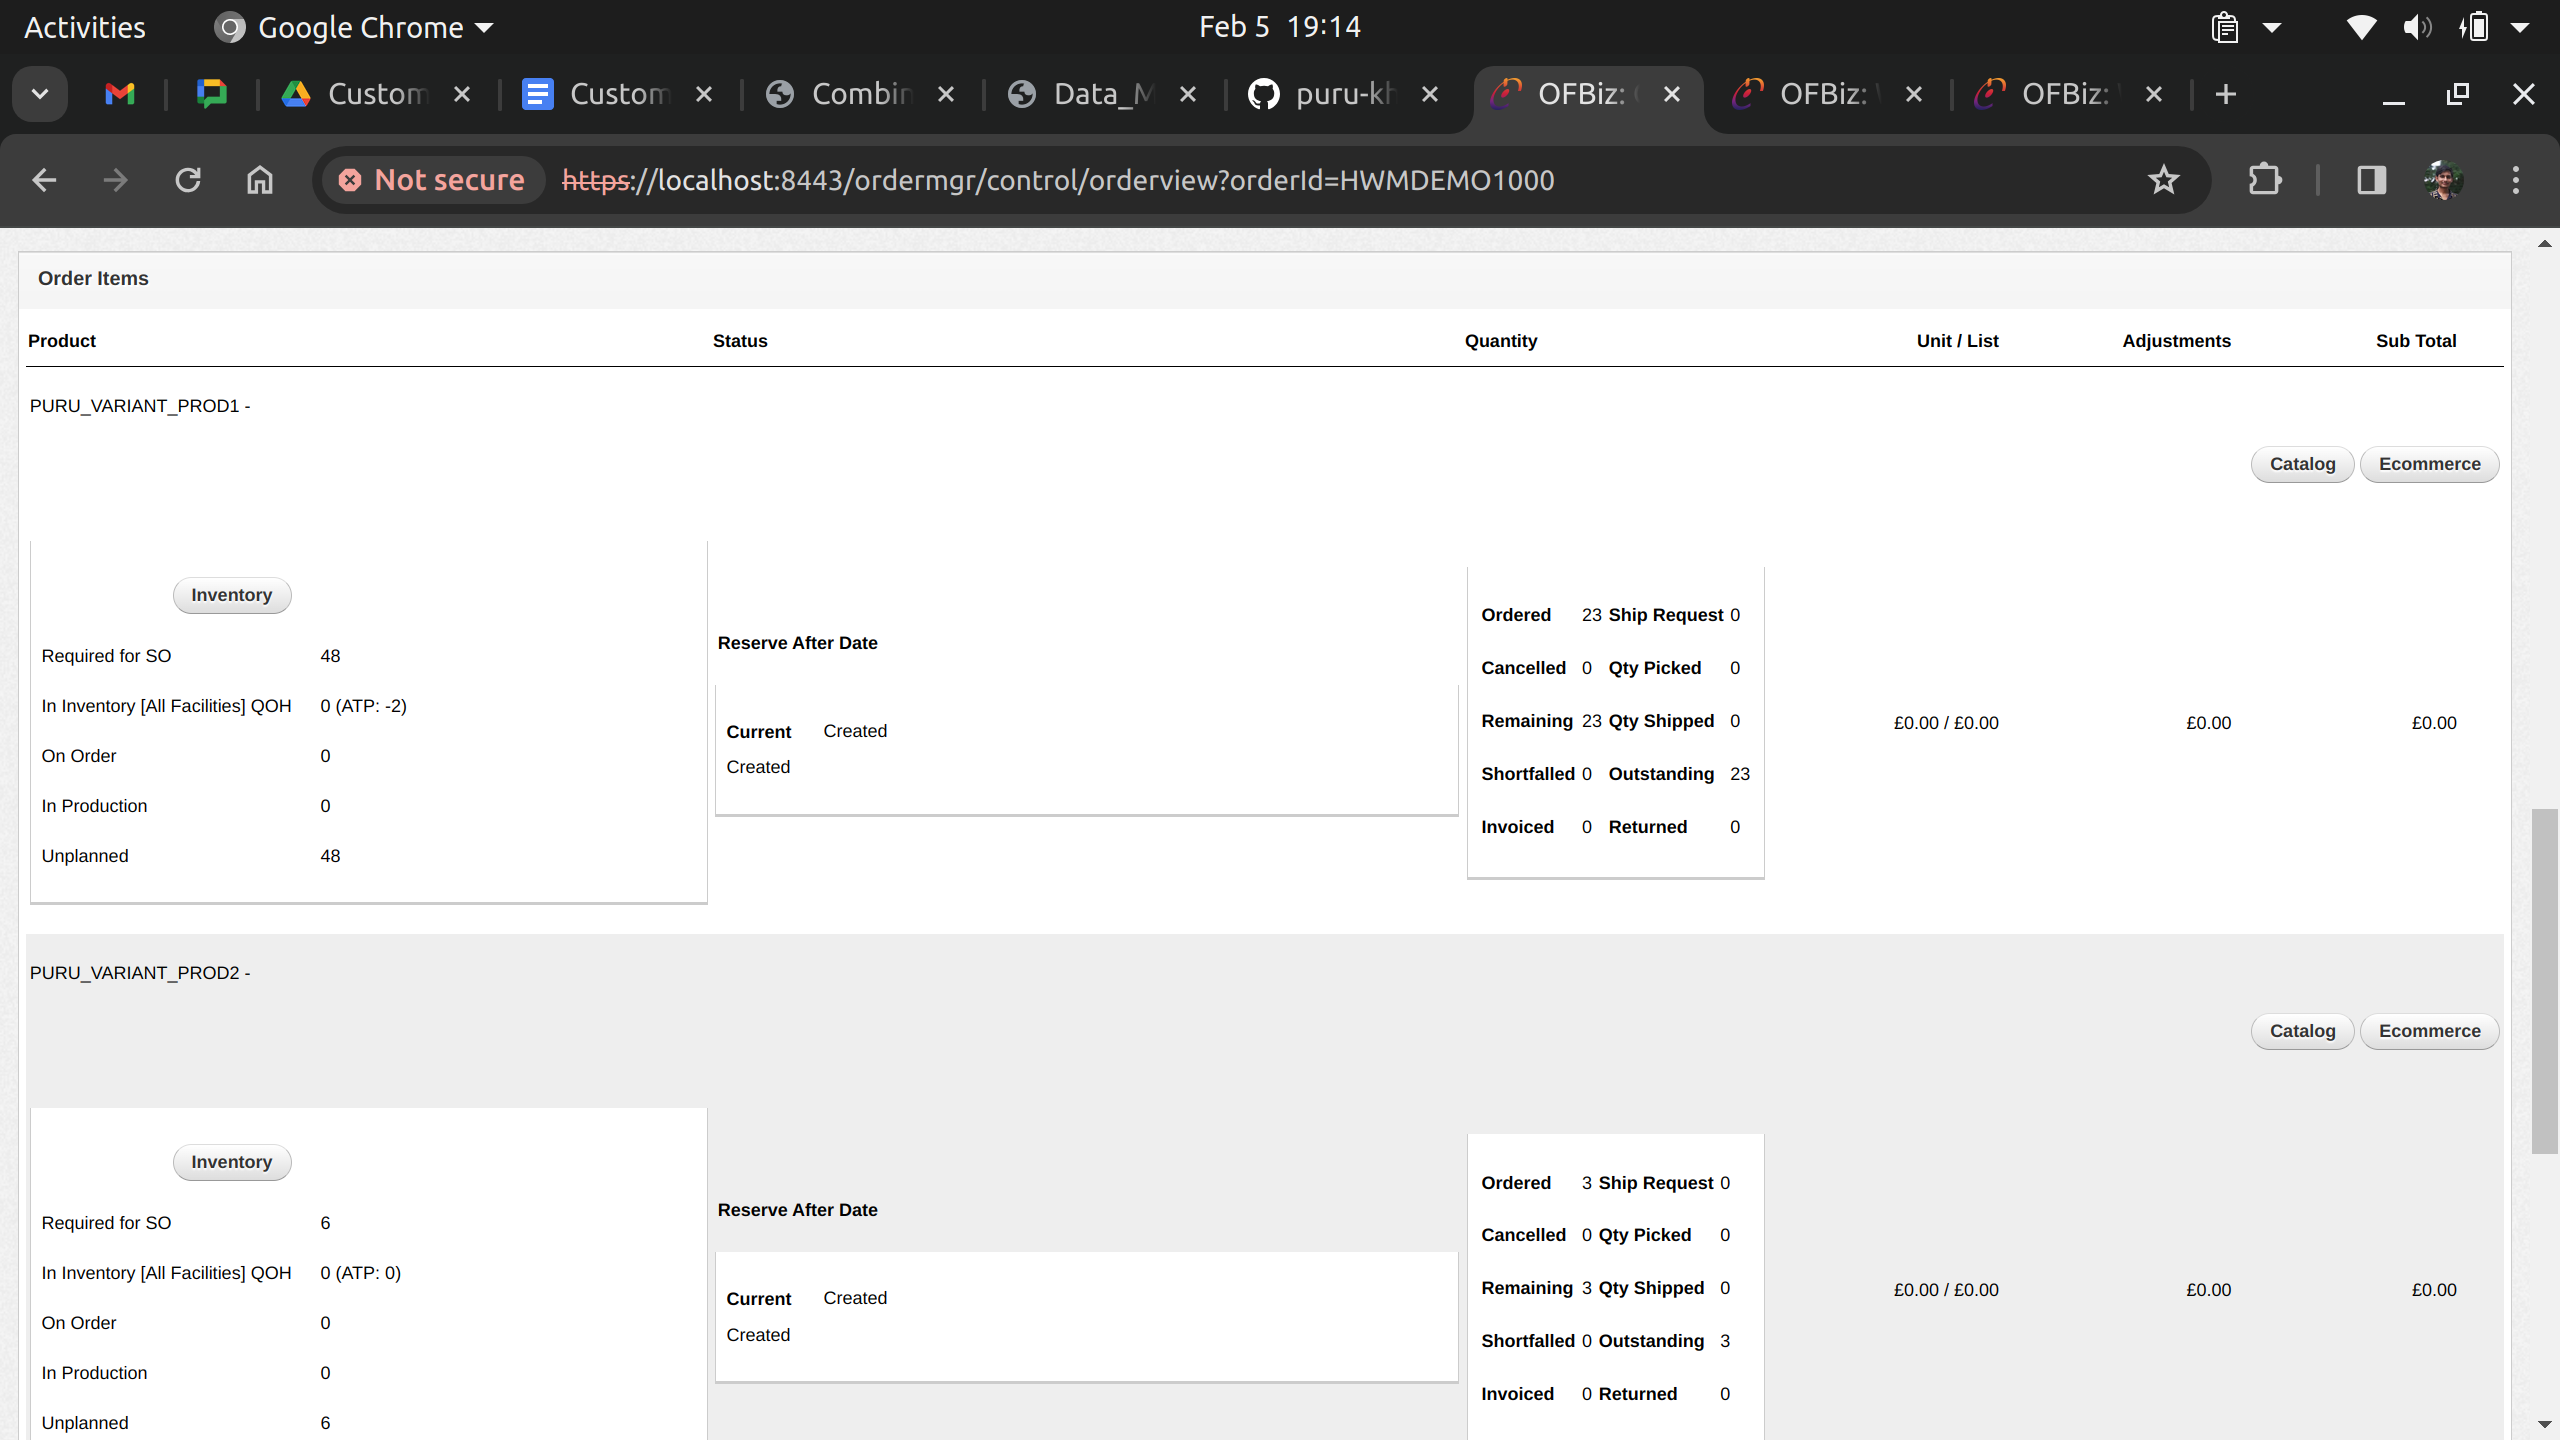 Activities Google Chrome Feb 5 19:14
Custom Custom Combin Data_M puru-kh OFBiz: OFBiz: OFBiz:
Not secure https://localhost:8443/ordermgr/control/orderview?orderId=HWMDEMO1000
Order Items
Product Status Quantity Unit / List Adjustments Sub Total
PURU_VARIANT_PROD1 -
Catalog Ecommerce
Inventory
Required for SO 48
In Inventory [All Facilities] QOH 0 (ATP: -2)
On Order 0
In Production 0
Unplanned 48
Reserve After Date
Current Created
Created
Ordered 23 Ship Request 0
Cancelled 0 Qty Picked 0
Remaining 23 Qty Shipped 0
Shortfalled 0 Outstanding 23
Invoiced 0 Returned 0
£0.00 / £0.00 £0.00 £0.00
PURU_VARIANT_PROD2 -
Catalog Ecommerce
Inventory
Required for SO 6
In Inventory [All Facilities] QOH 0 (ATP: 0)
On Order 0
In Production 0
Unplanned 6
Reserve After Date
Current Created
Created
Ordered 3 Ship Request 0
Cancelled 0 Qty Picked 0
Remaining 3 Qty Shipped 0
Shortfalled 0 Outstanding 3
Invoiced 0 Returned 0
£0.00 / £0.00 £0.00 £0.00